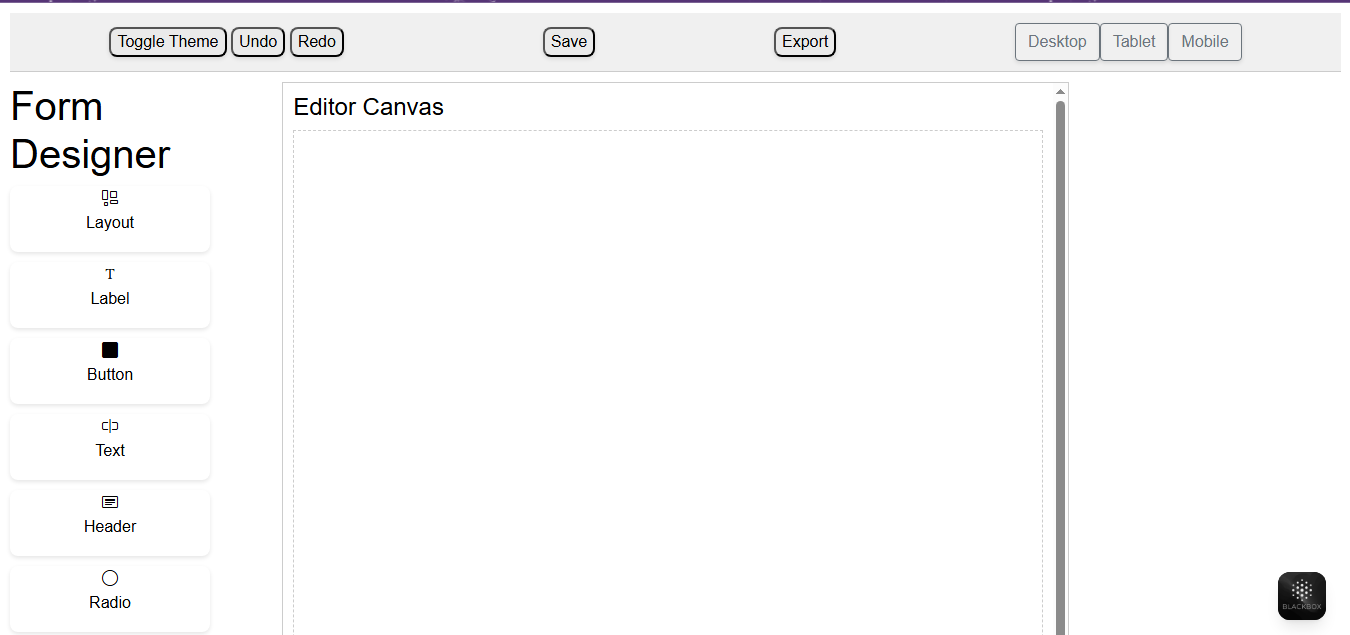 Toggle Theme Undo Redo Save Export Desktop Tablet Mobile
Form
Designer
Editor Canvas
Layout
T
Label
Button
Text
Header
Radio
BLACKBOX